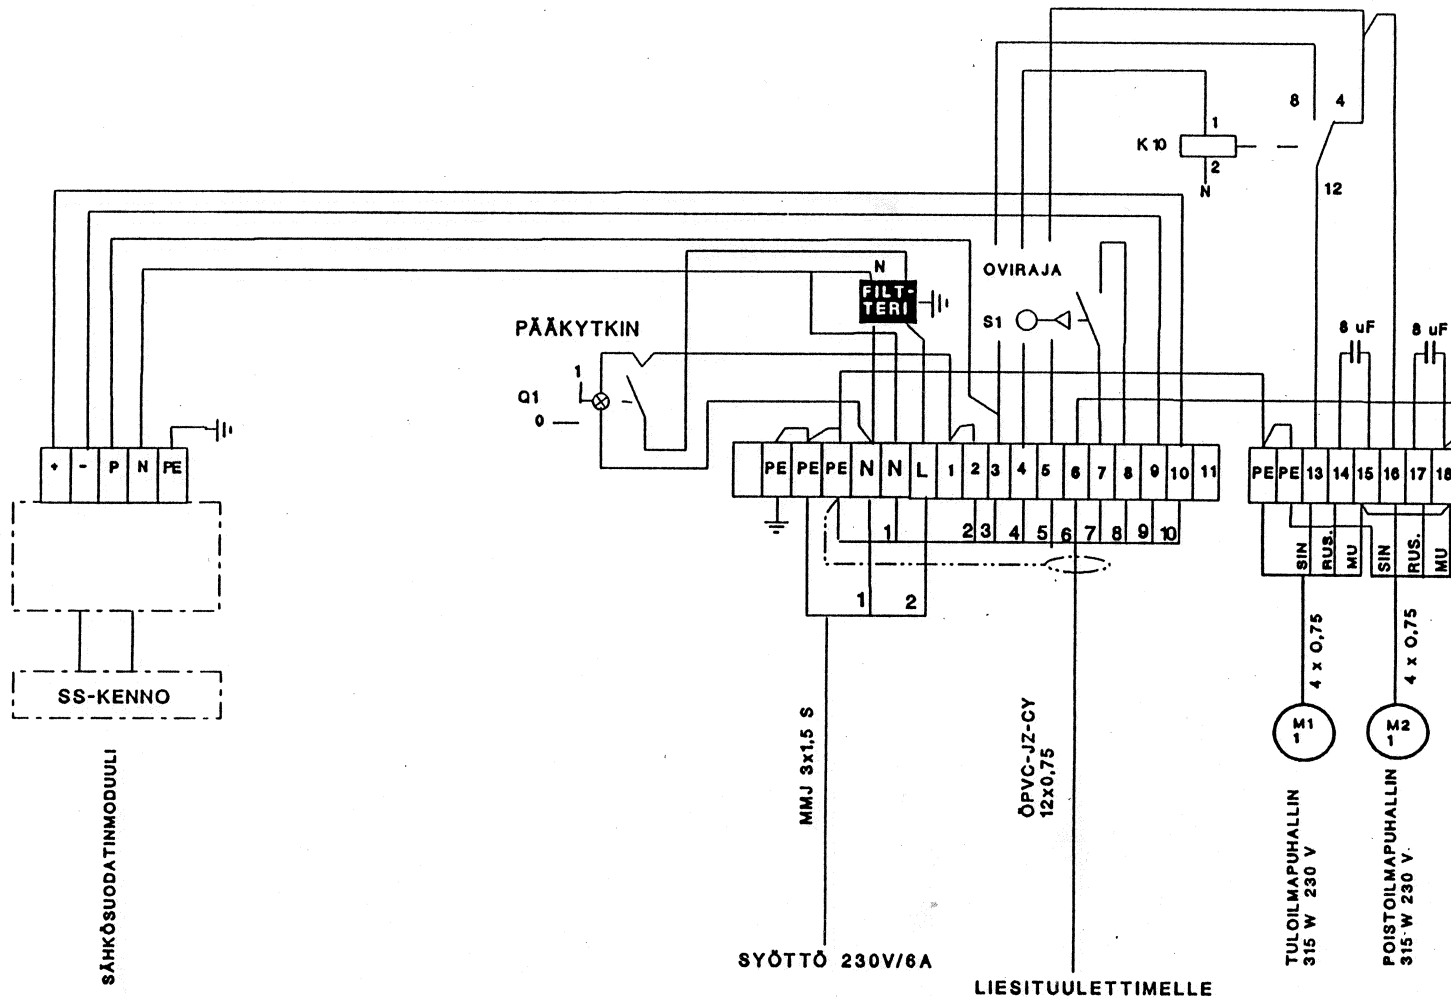 8 4
1
K 10
2
N
12
N
FILT-
TERI
OVIRAJA
S1
PÄÄKYTKIN
1
Q1
0
8 uF
8 uF
+ - P N PE
PE PE PE N N L 1 2 3 4 5 6 7 8 9 10 11
PE PE 13 14 15 16 17 18
1 2 3 4 5 6 7 8 9 10
1 2
SIN RUS. MU
SIN RUS. MU
SS-KENNO
SÄHKÖSUODATINMODUULI
MMJ 3x1,5 S
SYÖTTÖ 230V/6A
ÖPVC-JZ-CY
12x0,75
LIESITUULETTIMELLE
4 x 0,75
4 x 0,75
M1
1
M2
1
TULOILMAPUHALLIN
315 W 230 V
POISTOILMAPUHALLIN
315 W 230 V